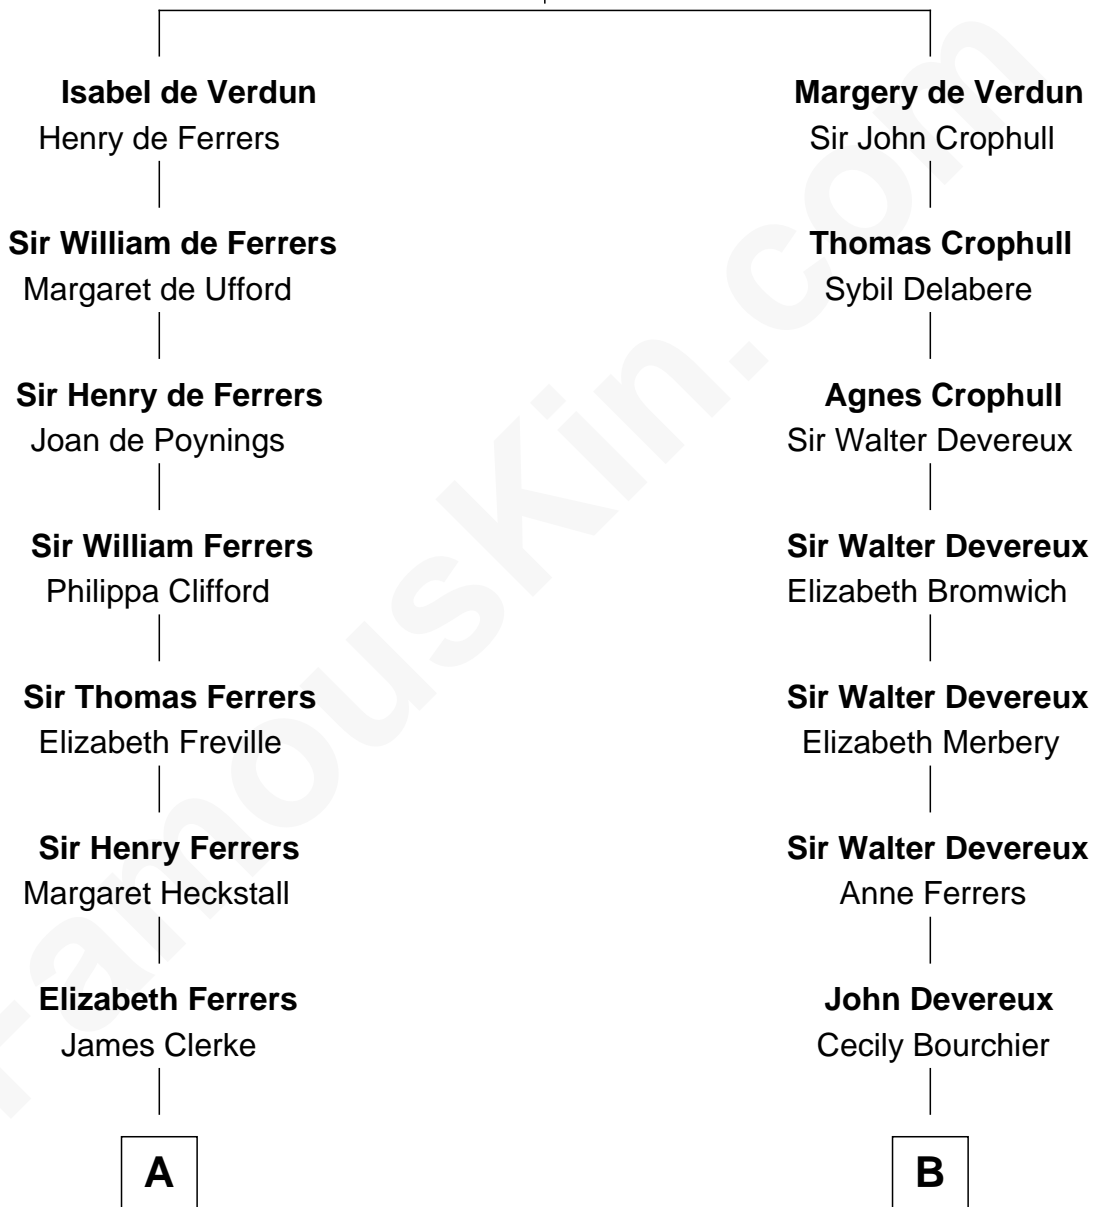 Isabel de Verdun
Henry de Ferrers
Sir William de Ferrers
Margaret de Ufford
Sir Henry de Ferrers
Joan de Poynings
Sir William Ferrers
Philippa Clifford
Sir Thomas Ferrers
Elizabeth Freville
Sir Henry Ferrers
Margaret Heckstall
Elizabeth Ferrers
James Clerke
A
Margery de Verdun
Sir John Crophull
Thomas Crophull
Sybil Delabere
Agnes Crophull
Sir Walter Devereux
Sir Walter Devereux
Elizabeth Bromwich
Sir Walter Devereux
Elizabeth Merbery
Sir Walter Devereux
Anne Ferrers
John Devereux
Cecily Bourchier
B
FamousKin.com